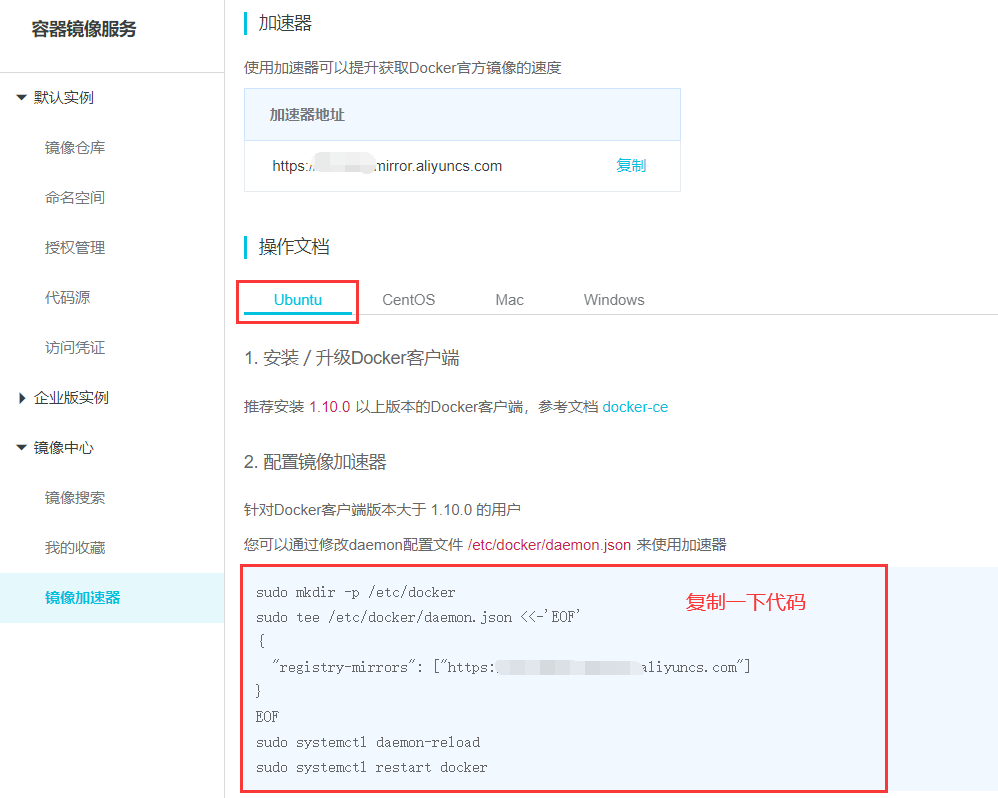 容器镜像服务
默认实例
镜像仓库
命名空间
授权管理
代码源
访问凭证
企业版实例
镜像中心
镜像搜索
我的收藏
镜像加速器
加速器
使用加速器可以提升获取Docker官方镜像的速度
加速器地址
https:/ mirror.aliyuncs.com 复制
操作文档
Ubuntu CentOS Mac Windows
1. 安装 / 升级Docker客户端
推荐安装 1.10.0 以上版本的Docker客户端，参考文档 docker-ce
2. 配置镜像加速器
针对Docker客户端版本大于 1.10.0 的用户
您可以通过修改daemon配置文件 /etc/docker/daemon.json 来使用加速器
sudo mkdir -p /etc/docker
复制一下代码
sudo tee /etc/docker/daemon.json <<-'EOF'
{
"registry-mirrors": ["https: aliyuncs.com"]
}
EOF
sudo systemctl daemon-reload
sudo systemctl restart docker